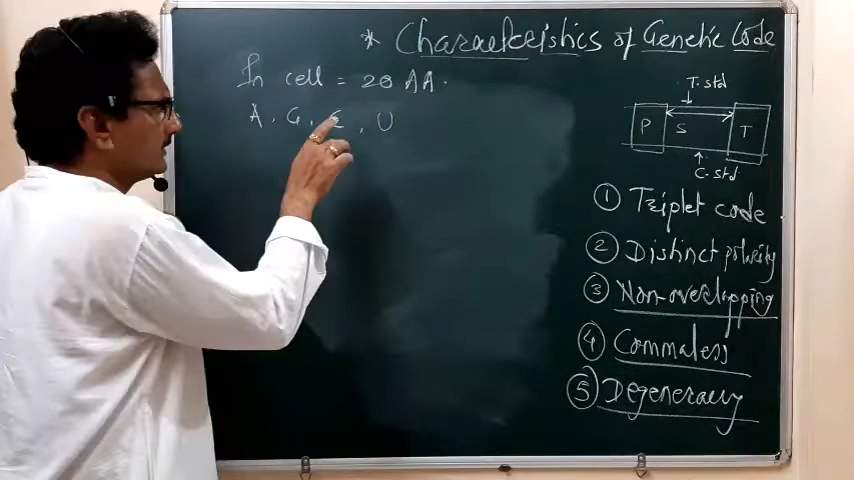 * Characteristics of Genetic Code
In cell = 20 AA.
A, G, C, U
T. std
P S T
C. std
① Triplet code
② Distinct polarity
③ Non-overlapping
④ Commaless
⑤ Degeneracy